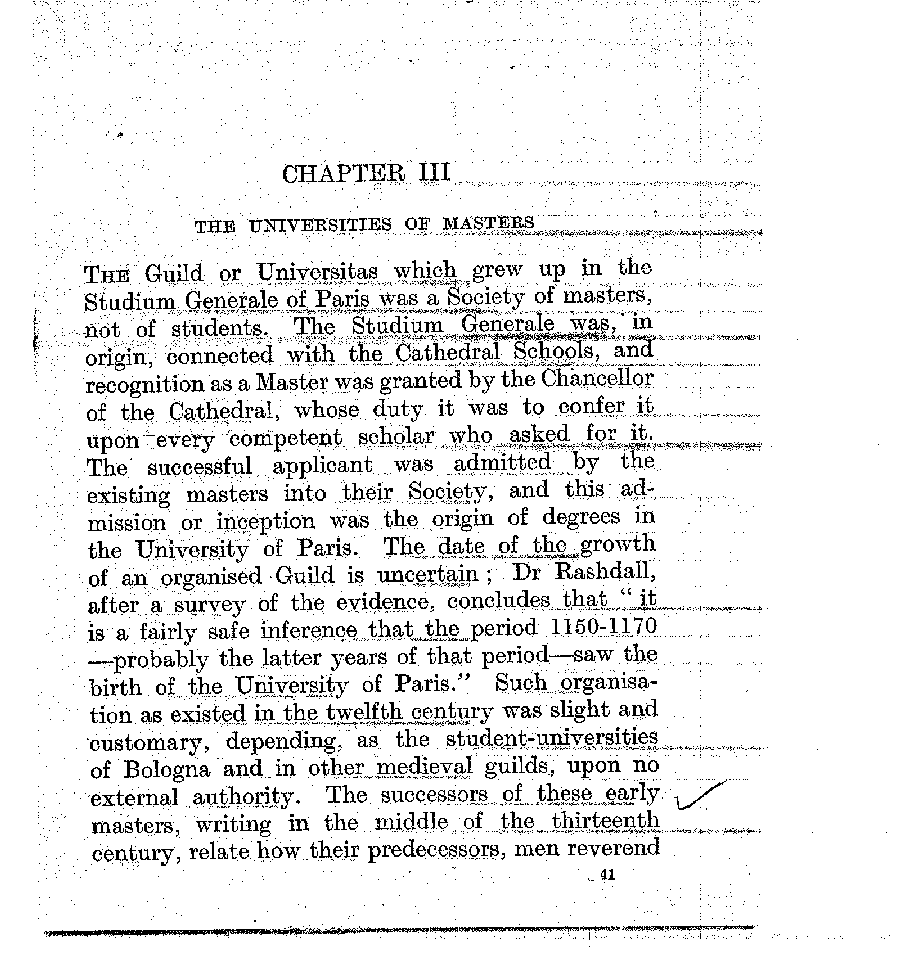 CHAPTER III
THE UNIVERSITIES OF MASTERS
THE Guild or Universitas which grew up in the
Studium Generale of Paris was a Society of masters,
not of students. The Studium Generale was, in
origin, connected with the Cathedral Schools, and
recognition as a Master was granted by the Chancellor
of the Cathedral, whose duty it was to confer it
upon every competent scholar who asked for it.
The successful applicant was admitted by the
existing masters into their Society, and this ad-
mission or inception was the origin of degrees in
the University of Paris. The date of the growth
of an organised Guild is uncertain; Dr Rashdall,
after a survey of the evidence, concludes that "it
is a fairly safe inference that the period 1150-1170
—probably the latter years of that period—saw the
birth of the University of Paris." Such organisa-
tion as existed in the twelfth century was slight and
customary, depending, as the student-universities
of Bologna and in other medieval guilds, upon no
external authority. The successors of these early
masters, writing in the middle of the thirteenth
century, relate how their predecessors, men reverend
41